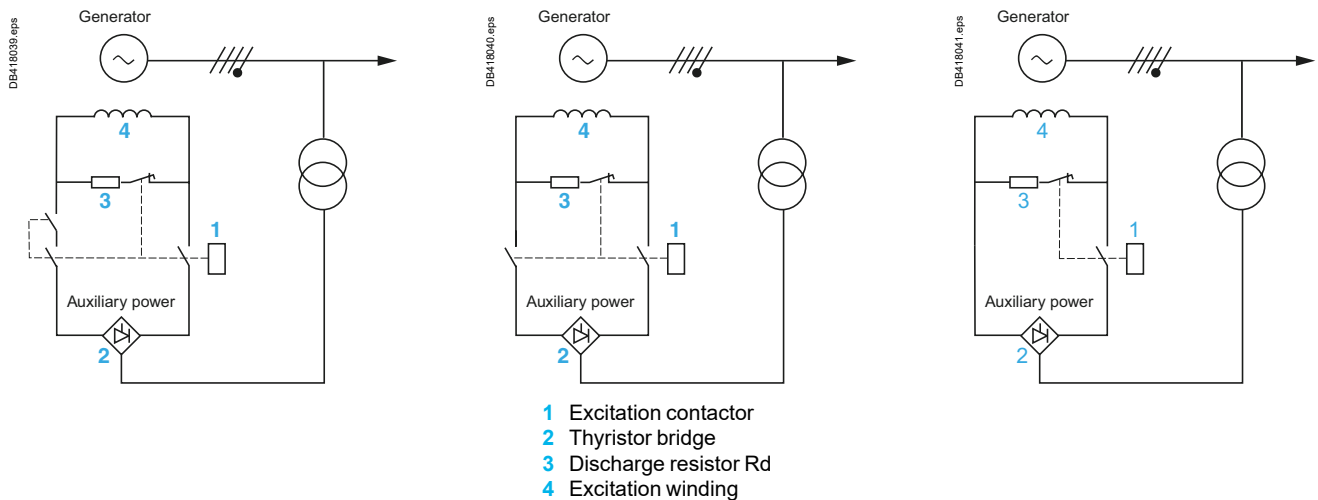 DB418039.eps
Generator
4
3
1
Auxiliary power
2
DB418040.eps
Generator
4
3
1
Auxiliary power
2
DB418041.eps
Generator
4
3
1
Auxiliary power
2
1 Excitation contactor
2 Thyristor bridge
3 Discharge resistor Rd
4 Excitation winding